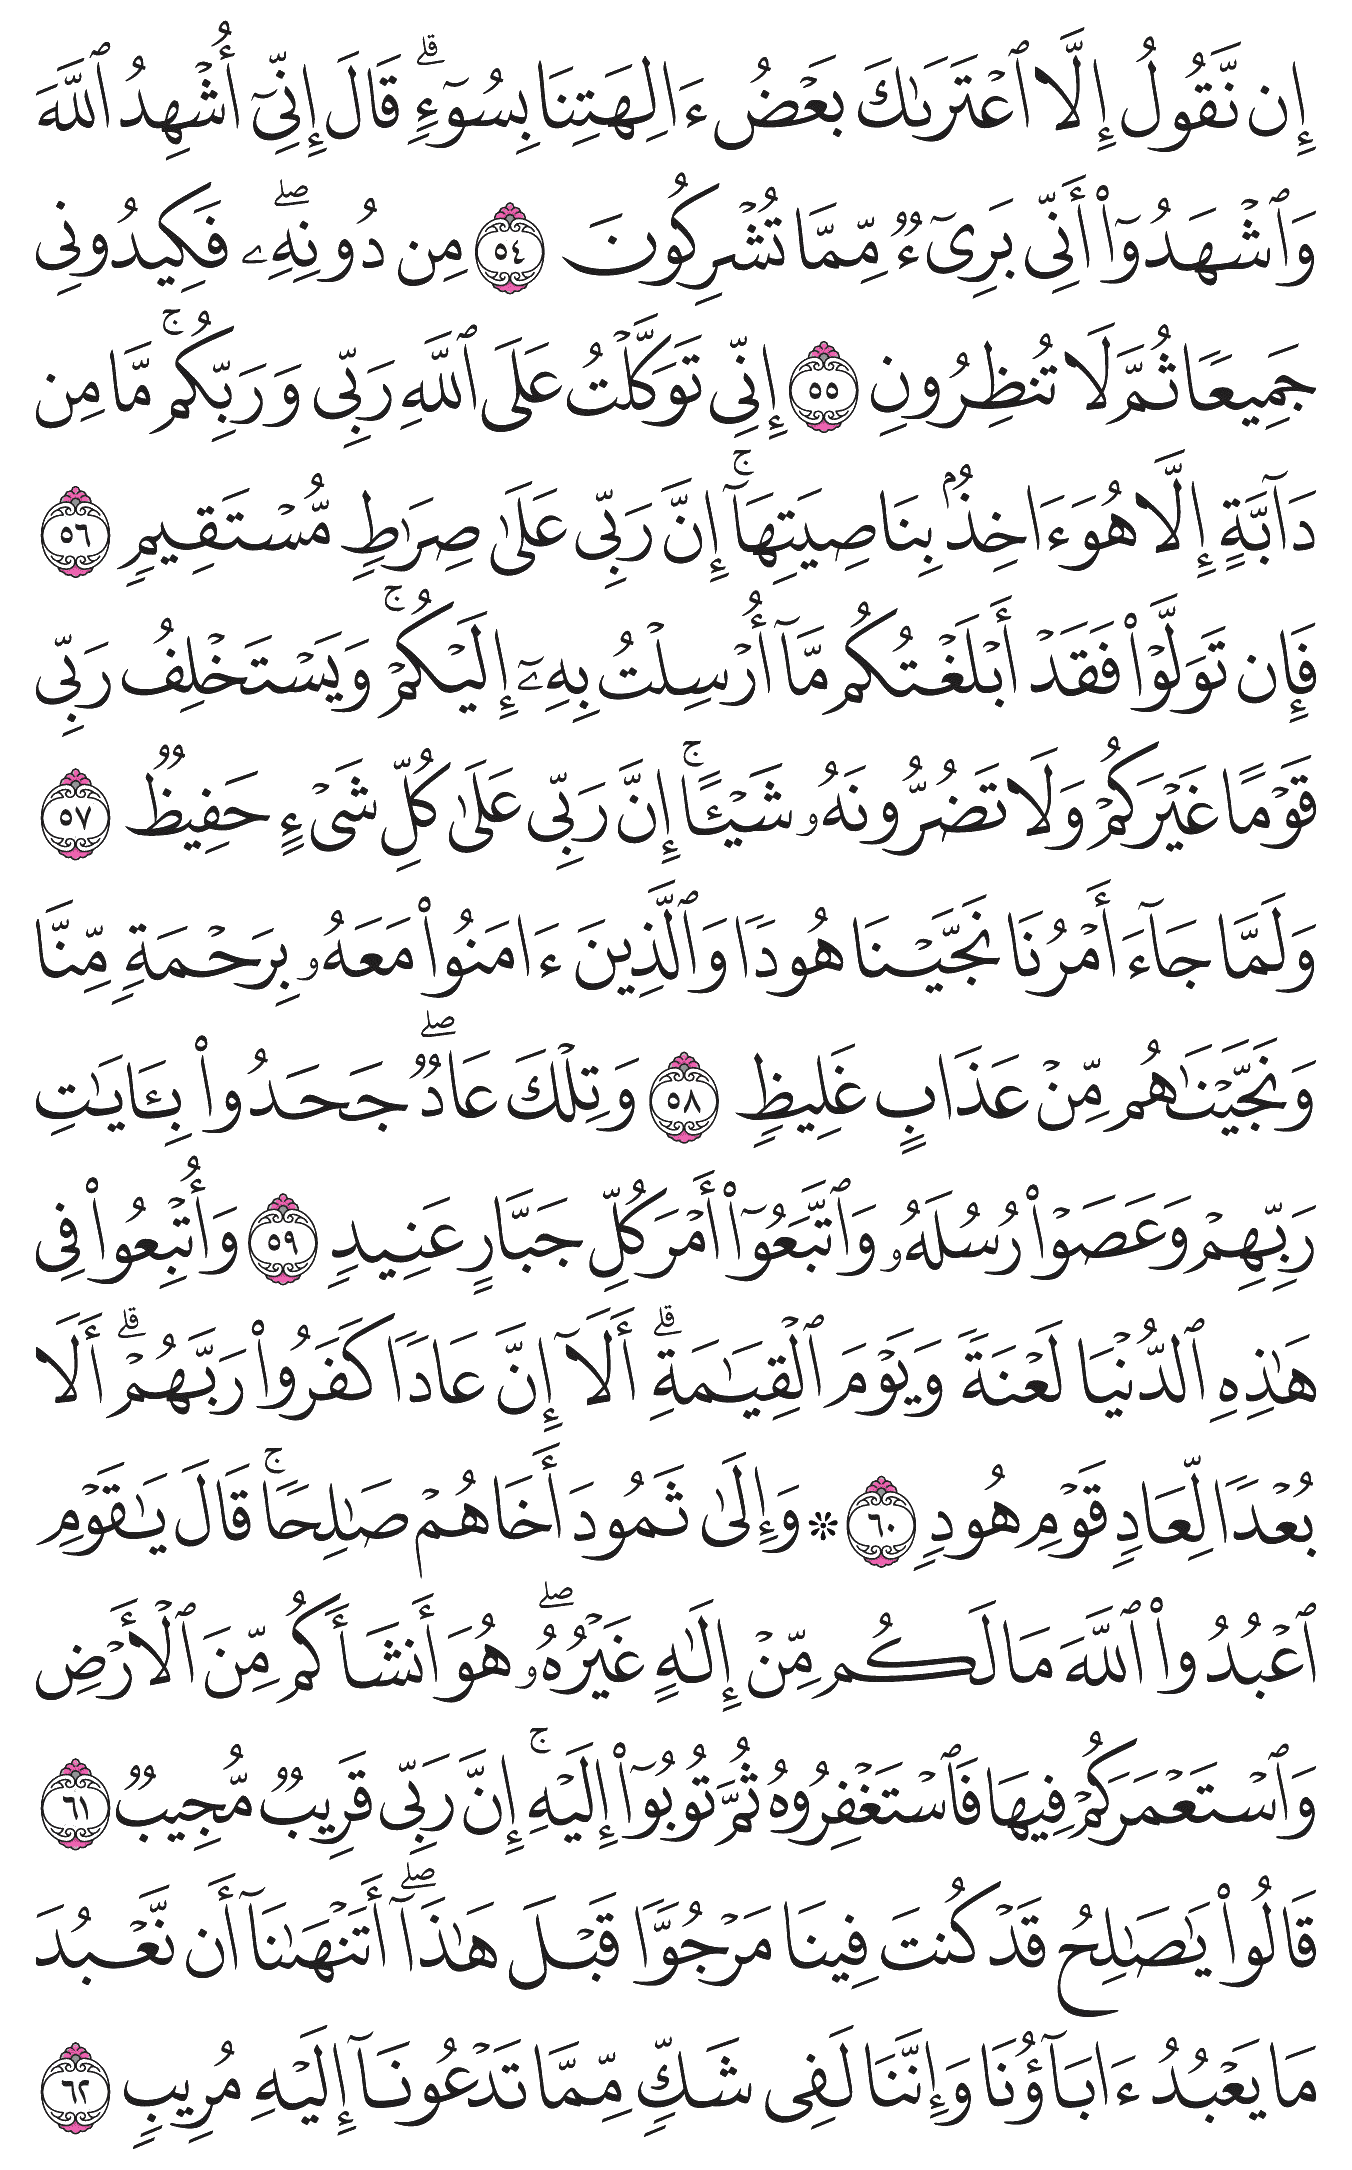 إِن نَّقُولُ إِلَّا ٱعۡتَرَىٰكَ بَعۡضُ ءَالِهَتِنَا بِسُوٓءٖۗ قَالَ إِنِّيٓ أُشۡهِدُ ٱللَّهَ
وَٱشۡهَدُوٓاْ أَنِّي بَرِيٓءٞ مِّمَّا تُشۡرِكُونَ ٥٤ مِن دُونِهِۦۖ فَكِيدُونِي
جَمِيعٗا ثُمَّ لَا تُنظِرُونِ ٥٥ إِنِّي تَوَكَّلۡتُ عَلَى ٱللَّهِ رَبِّي وَرَبِّكُمۚ مَّا مِن
دَآبَّةٍ إِلَّا هُوَ ءَاخِذُۢ بِنَاصِيَتِهَآۚ إِنَّ رَبِّي عَلَىٰ صِرَٰطٖ مُّسۡتَقِيمٖ ٥٦
فَإِن تَوَلَّوۡاْ فَقَدۡ أَبۡلَغۡتُكُم مَّآ أُرۡسِلۡتُ بِهِۦٓ إِلَيۡكُمۡۚ وَيَسۡتَخۡلِفُ رَبِّي
قَوۡمًا غَيۡرَكُمۡ وَلَا تَضُرُّونَهُۥ شَيۡـًٔاۚ إِنَّ رَبِّي عَلَىٰ كُلِّ شَيۡءٍ حَفِيظٞ ٥٧
وَلَمَّا جَآءَ أَمۡرُنَا نَجَّيۡنَا هُودٗا وَٱلَّذِينَ ءَامَنُواْ مَعَهُۥ بِرَحۡمَةٖ مِّنَّا
وَنَجَّيۡنَٰهُم مِّنۡ عَذَابٍ غَلِيظٖ ٥٨ وَتِلۡكَ عَادٞۖ جَحَدُواْ بِـَٔايَٰتِ
رَبِّهِمۡ وَعَصَوۡاْ رُسُلَهُۥ وَٱتَّبَعُوٓاْ أَمۡرَ كُلِّ جَبَّارٍ عَنِيدٖ ٥٩ وَأُتۡبِعُواْ فِي
هَٰذِهِ ٱلدُّنۡيَا لَعۡنَةٗ وَيَوۡمَ ٱلۡقِيَٰمَةِۗ أَلَآ إِنَّ عَادٗا كَفَرُواْ رَبَّهُمۡۗ أَلَا
بُعۡدٗا لِّعَادٖ قَوۡمِ هُودٖ ٦٠ ۞ وَإِلَىٰ ثَمُودَ أَخَاهُمۡ صَٰلِحٗاۚ قَالَ يَٰقَوۡمِ
ٱعۡبُدُواْ ٱللَّهَ مَا لَكُم مِّنۡ إِلَٰهٍ غَيۡرُهُۥۖ هُوَ أَنشَأَكُم مِّنَ ٱلۡأَرۡضِ
وَٱسۡتَعۡمَرَكُمۡ فِيهَا فَٱسۡتَغۡفِرُوهُ ثُمَّ تُوبُوٓاْ إِلَيۡهِۚ إِنَّ رَبِّي قَرِيبٞ مُّجِيبٞ ٦١
قَالُواْ يَٰصَٰلِحُ قَدۡ كُنتَ فِينَا مَرۡجُوّٗا قَبۡلَ هَٰذَآۖ أَتَنۡهَىٰنَآ أَن نَّعۡبُدَ
مَا يَعۡبُدُ ءَابَآؤُنَا وَإِنَّنَا لَفِي شَكّٖ مِّمَّا تَدۡعُونَآ إِلَيۡهِ مُرِيبٖ ٦٢